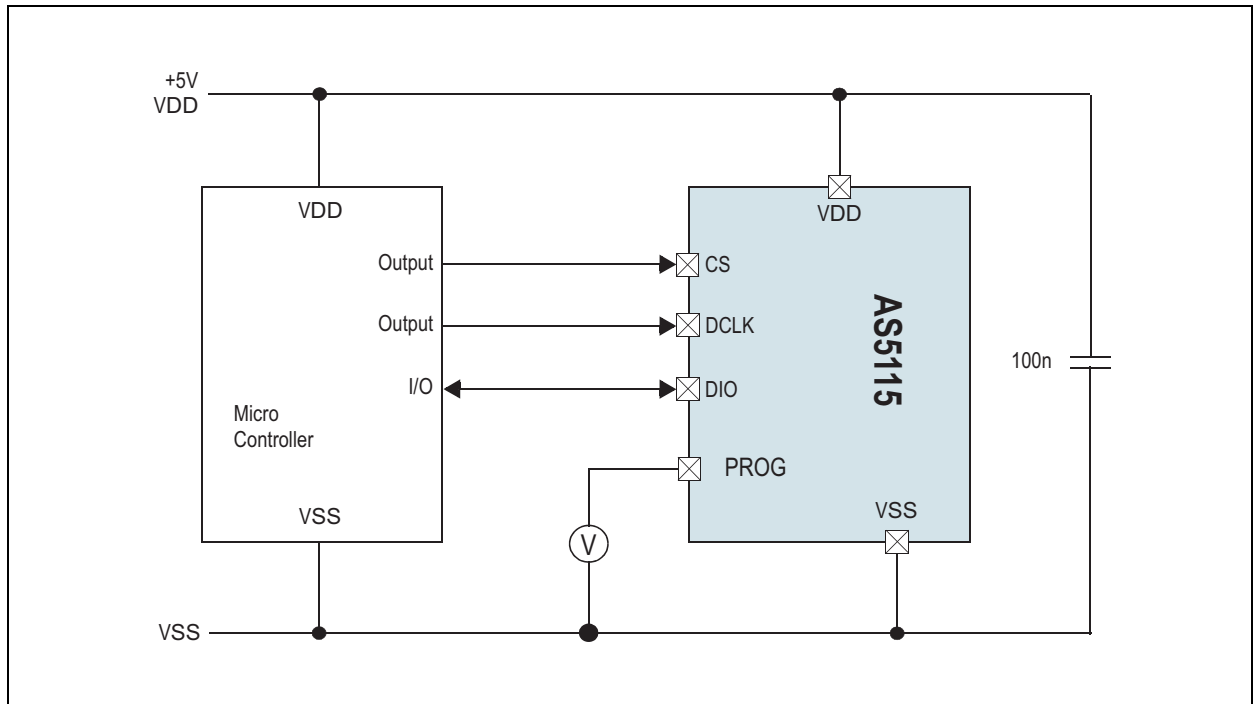 +5V
VDD
VDD
VDD
Output
CS
Output
DCLK
I/O
DIO
AS5115
100n
Micro
Controller
PROG
VSS
VSS
V
VSS